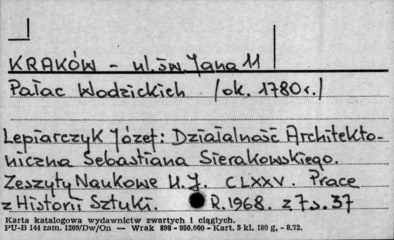 KRAKÓW - ul. św. Jana 11
Pałac Wodzickich (ok. 1780 r.)
Lepiarczyk Józef: Działalność Architekto-
niczna Sebastiana Sierakowskiego.
Zeszyty Naukowe U.J. CLXXV. Prace
z Historii Sztuki. R.1968. z 7 s. 37
Karta katalogowa wydawnictw zwartych i ciągłych.
PU-B 144 zam. 1209/Dw/On — Wrak 898 - 950.000 - Kart. 5 kl. 180 g, - 8.72.